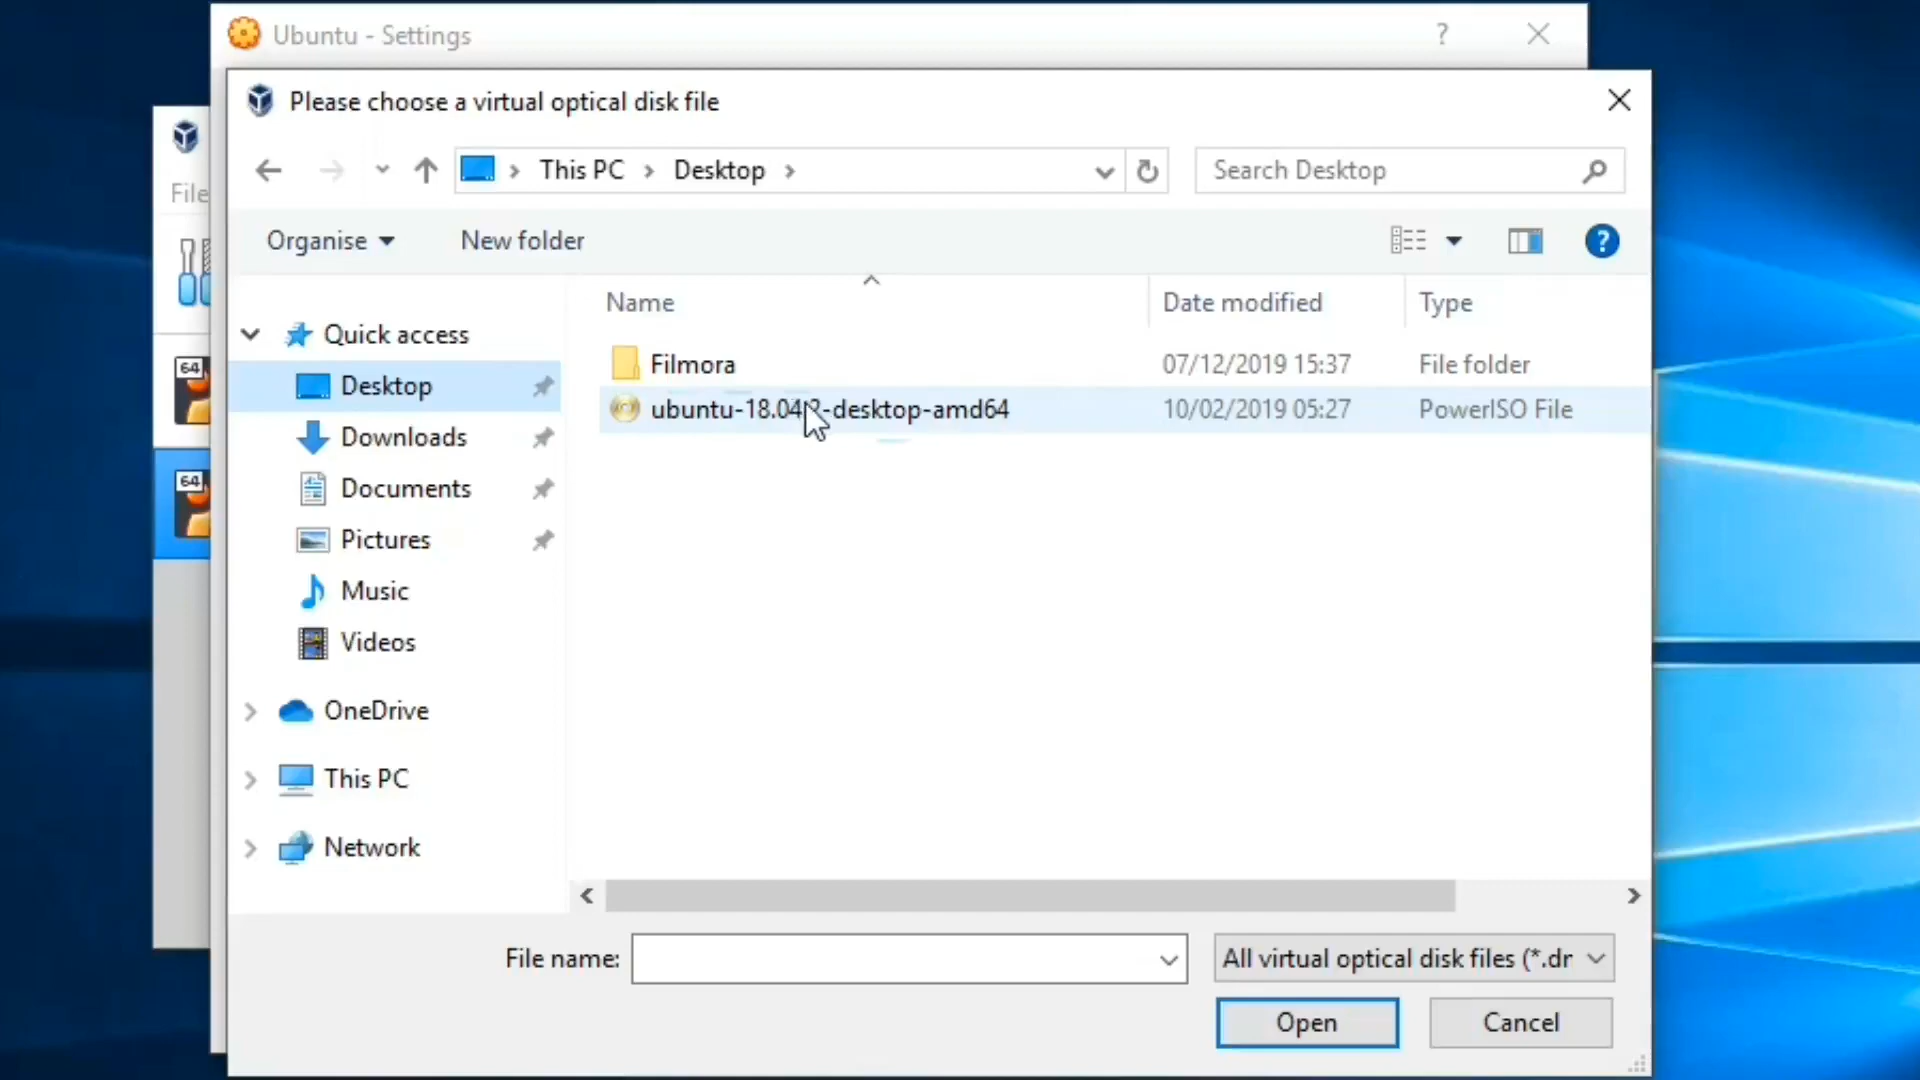 Ubuntu - Settings
?
Please choose a virtual optical disk file
This PC
Desktop
Search Desktop
File
Organise
New folder
?
Name
Date modified
Type
Quick access
Filmora
07/12/2019 15:37
File folder
64
Desktop
ubuntu-18.04.2-desktop-amd64
10/02/2019 05:27
PowerISO File
Downloads
64
Documents
Pictures
Music
Videos
OneDrive
This PC
Network
File name:
All virtual optical disk files (*.dr
Open
Cancel